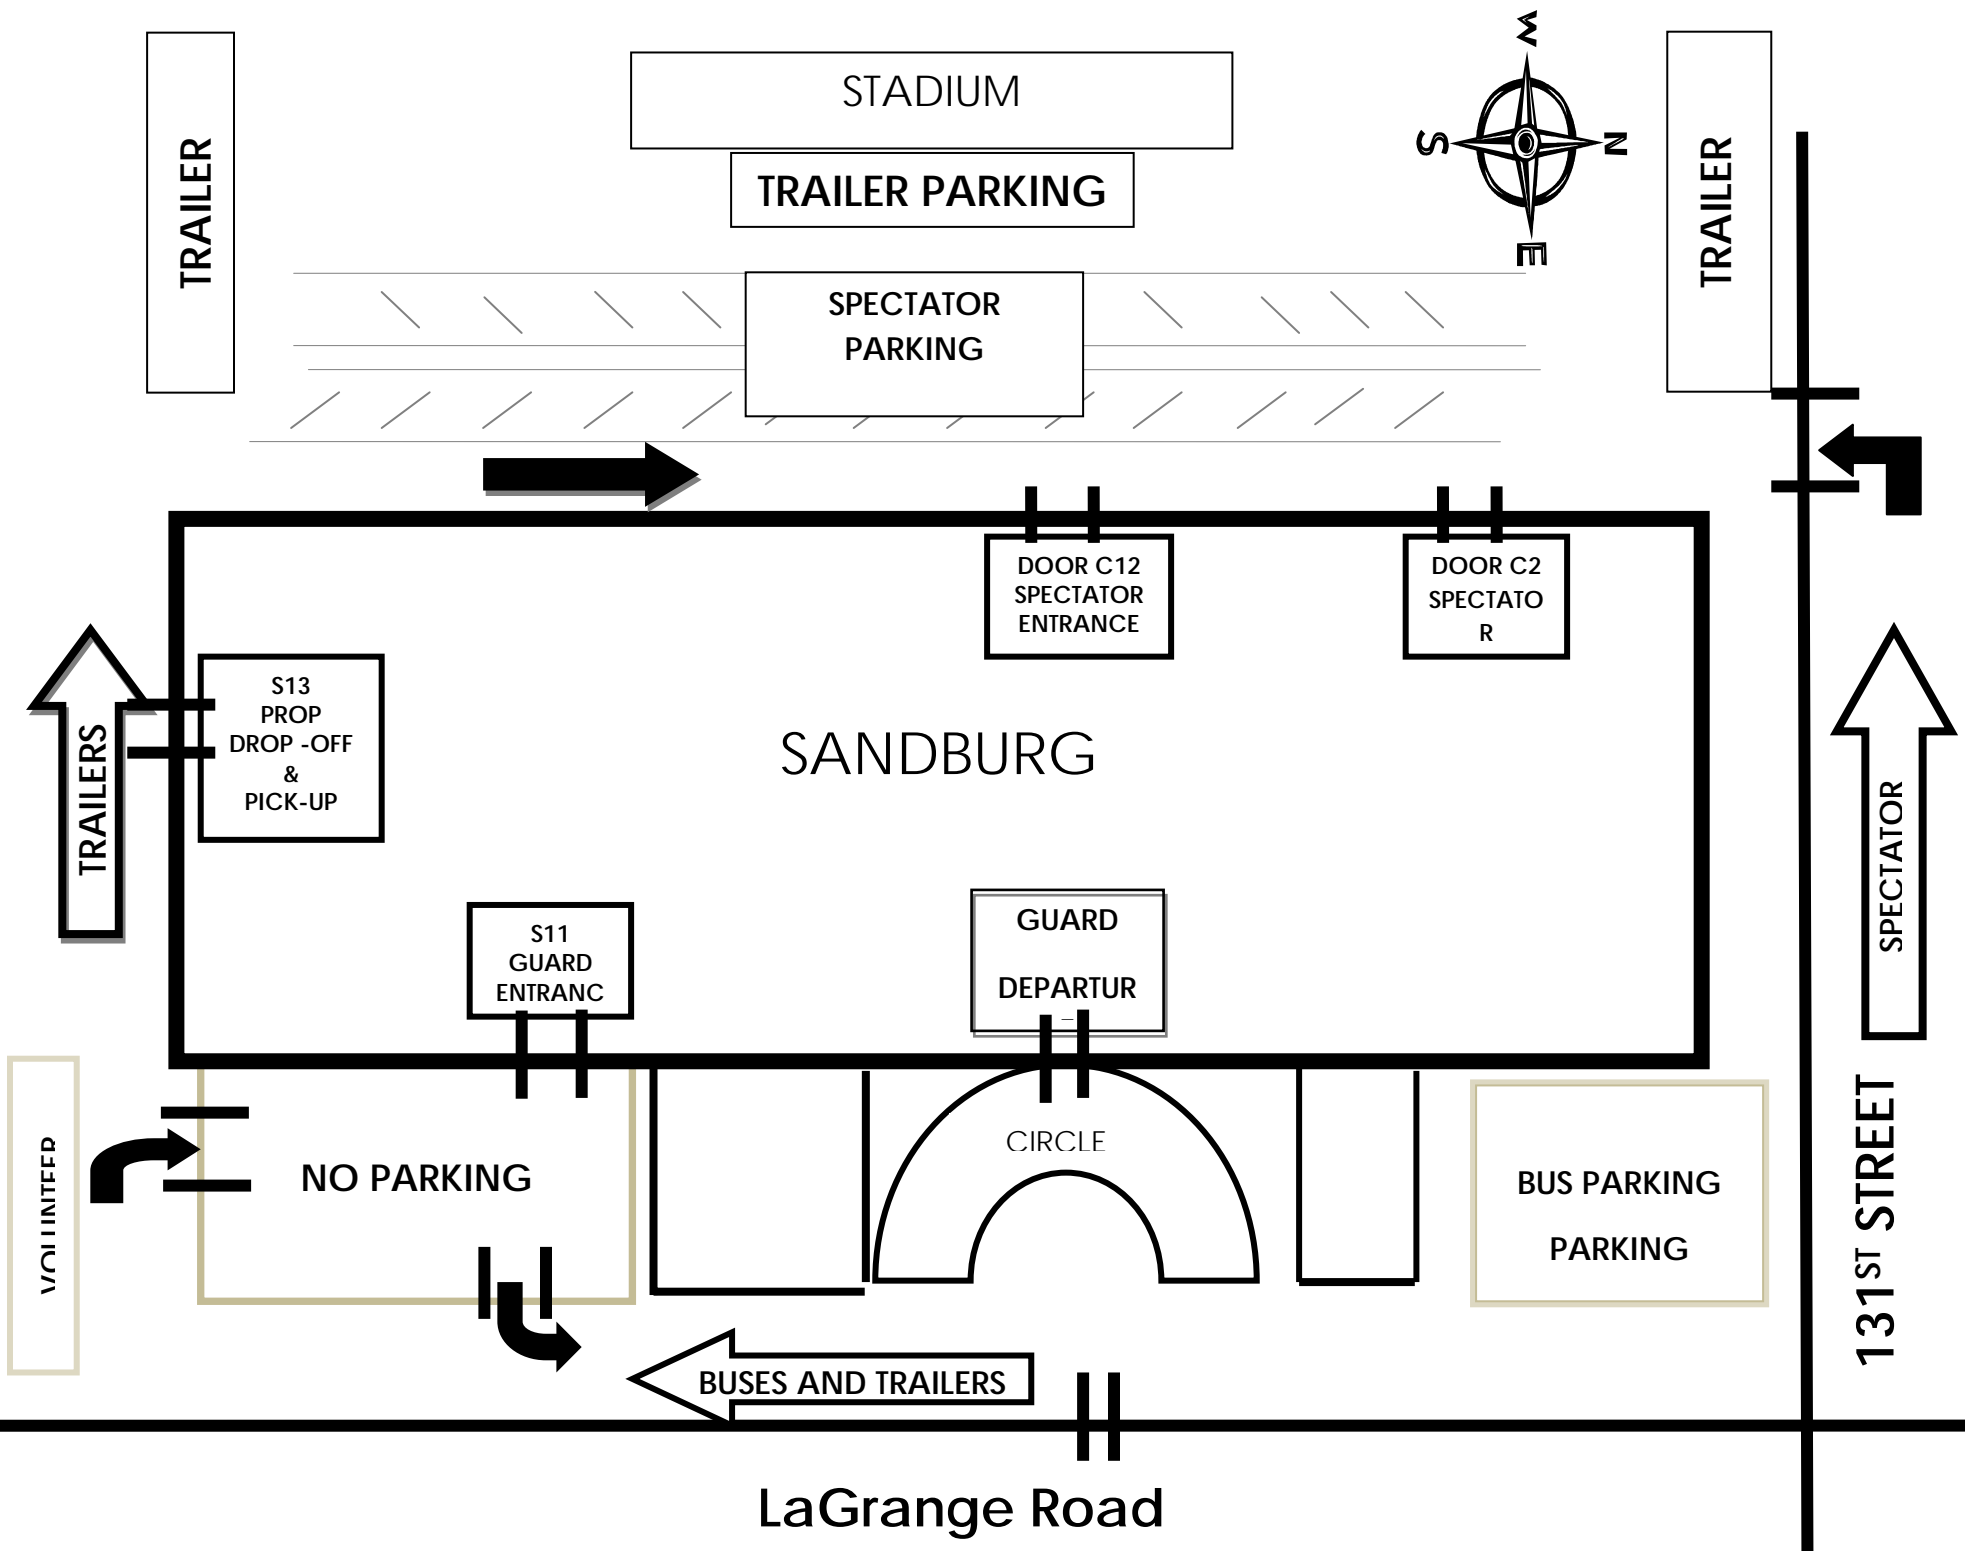 W
STADIUM
TRAILER
TRAILER PARKING
S
N
TRAILER
E
SPECTATOR
PARKING
DOOR C12
SPECTATOR
ENTRANCE
DOOR C2
SPECTATO
R
S13
PROP
DROP -OFF
&
PICK-UP
TRAILERS
SANDBURG
SPECTATOR
S11
GUARD
ENTRANC
GUARD
DEPARTUR
CIRCLE
VOLUNTEER
NO PARKING
BUS PARKING
PARKING
131ST STREET
BUSES AND TRAILERS
LaGrange Road